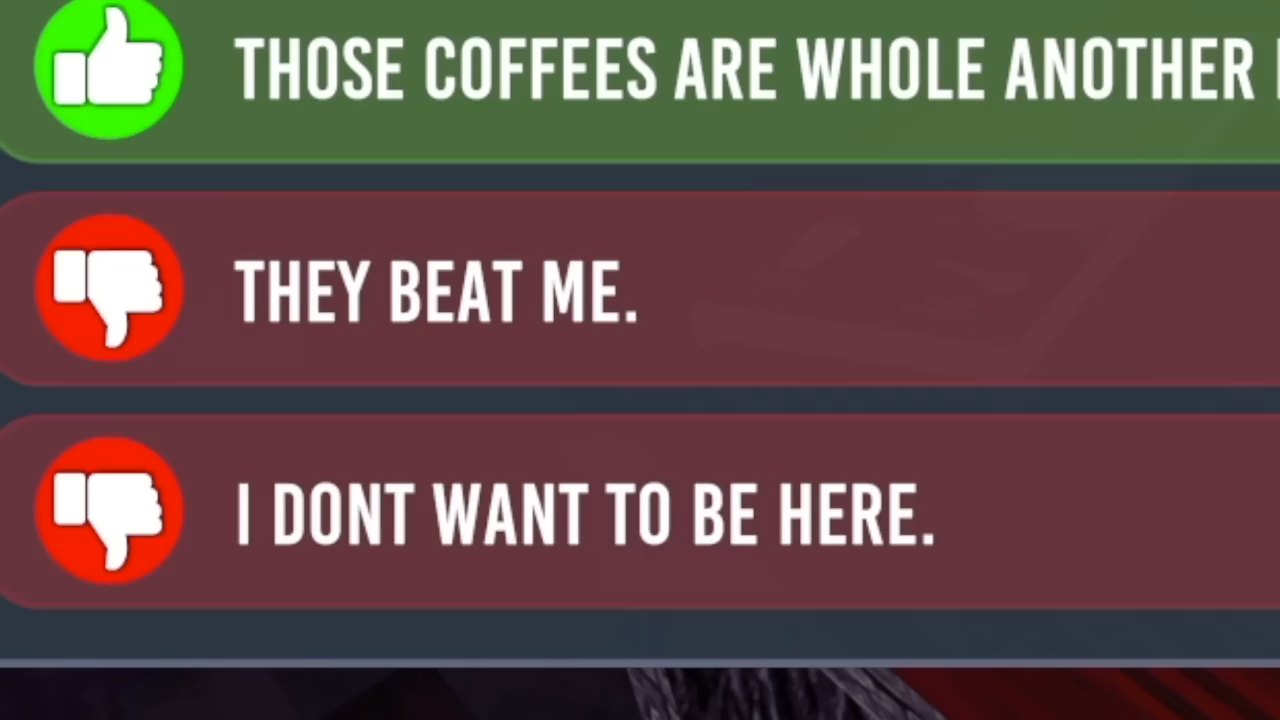 THOSE COFFEES ARE WHOLE ANOTHER
THEY BEAT ME.
I DONT WANT TO BE HERE.